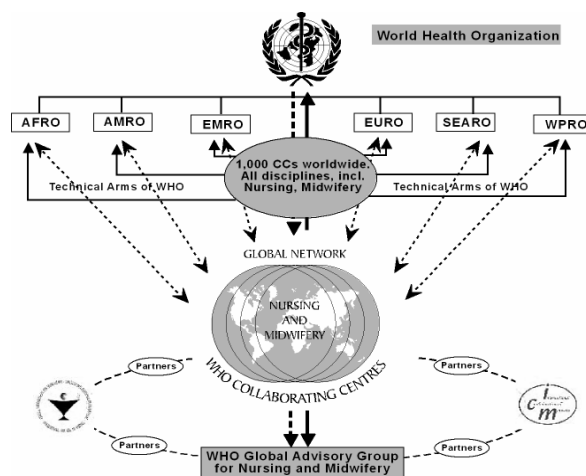 World Health Organization
AFRO
AMRO
EMRO
EURO
SEARO
WPRO
1,000 CCs worldwide.
All disciplines, incl.
Nursing, Midwifery
Technical Arms of WHO
Technical Arms of WHO
GLOBAL NETWORK
NURSING
AND
MIDWIFERY
WHO COLLABORATING CENTRES
Partners
Partners
Partners
Partners
WHO Global Advisory Group
for Nursing and Midwifery